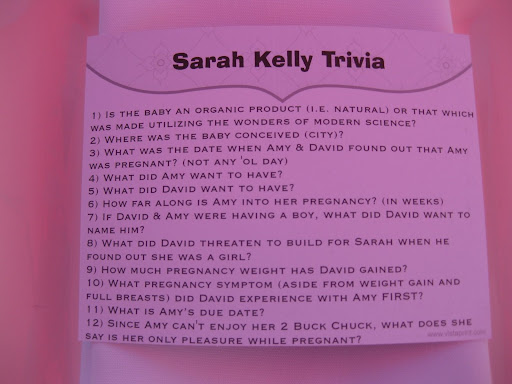 Sarah Kelly Trivia
1) Is the baby an organic product (i.e. natural) or that which
was made utilizing the wonders of modern science?
2) Where was the baby conceived (city)?
3) What was the date when Amy & David found out that Amy
was pregnant? (not any 'ol day)
4) What did Amy want to have?
5) What did David want to have?
6) How far along is Amy into her pregnancy? (in weeks)
7) If David & Amy were having a boy, what did David want to
name him?
8) What did David threaten to build for Sarah when he
found out she was a girl?
9) How much pregnancy weight has David gained?
10) What pregnancy symptom (aside from weight gain and
full breasts) did David experience with Amy FIRST?
11) What is Amy's due date?
12) Since Amy can't enjoy her 2 Buck Chuck, what does she
say is her only pleasure while pregnant?
www.vistaprint.com